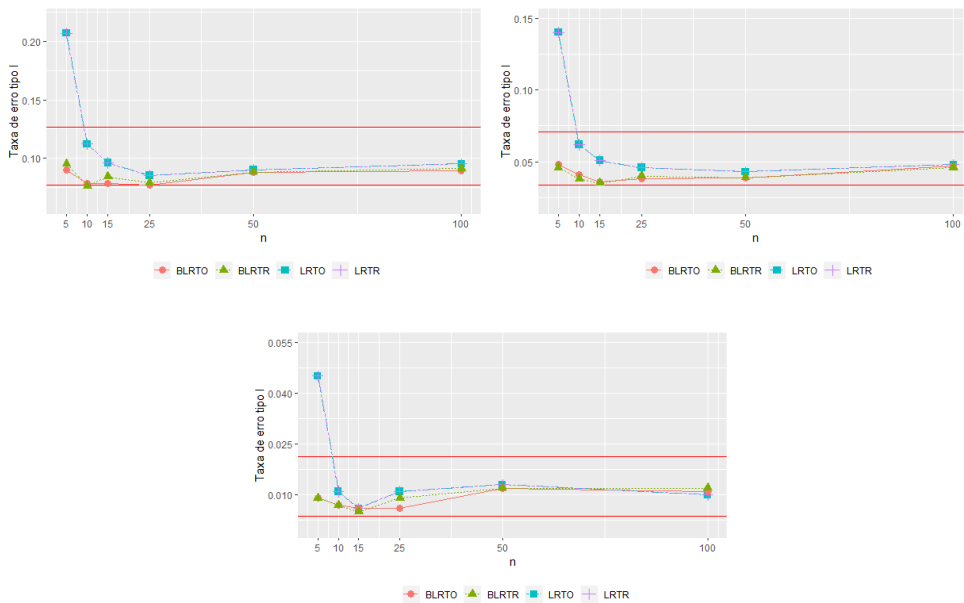 Taxa de erro tipo I
0.20
0.15
0.10
5 10 15 25 50 100
n
BLRTO BLRTR LRTO LRTR
Taxa de erro tipo I
0.15
0.10
0.05
5 10 15 25 50 100
n
BLRTO BLRTR LRTO LRTR
Taxa de erro tipo I
0.055
0.040
0.025
0.010
5 10 15 25 50 100
n
BLRTO BLRTR LRTO LRTR